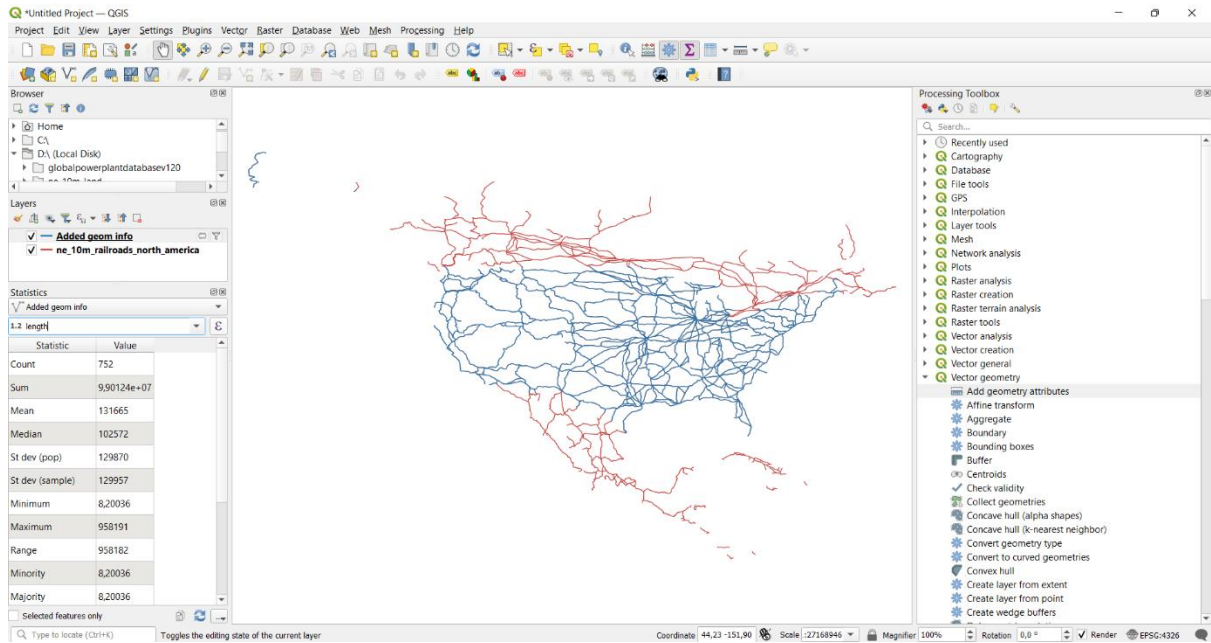 *Untitled Project — QGIS
Project Edit View Layer Settings Plugins Vector Raster Database Web Mesh Processing Help
Browser
Home
C:\
D:\ (Local Disk)
globalpowerplantdatabasev120
ne_10m_land
Layers
Added geom info
ne_10m_railroads_north_america
Statistics
Added geom info
1.2 length
Statistic Value
Count 752
Sum 9,90124e+07
Mean 131665
Median 102572
St dev (pop) 129870
St dev (sample) 129957
Minimum 8,20036
Maximum 958191
Range 958182
Minority 8,20036
Majority 8,20036
Selected features only
Processing Toolbox
Search...
Recently used
Cartography
Database
File tools
GPS
Interpolation
Layer tools
Mesh
Network analysis
Plots
Raster analysis
Raster creation
Raster terrain analysis
Raster tools
Vector analysis
Vector creation
Vector general
Vector geometry
Add geometry attributes
Affine transform
Aggregate
Boundary
Bounding boxes
Buffer
Centroids
Check validity
Collect geometries
Concave hull (alpha shapes)
Concave hull (k-nearest neighbor)
Convert geometry type
Convert to curved geometries
Convex hull
Create layer from extent
Create layer from point
Create wedge buffers
Type to locate (Ctrl+K) Toggles the editing state of the current layer Coordinate 44,23 -151,90 Scale :27168946 Magnifier 100% Rotation 0,0 ° Render EPSG:4326